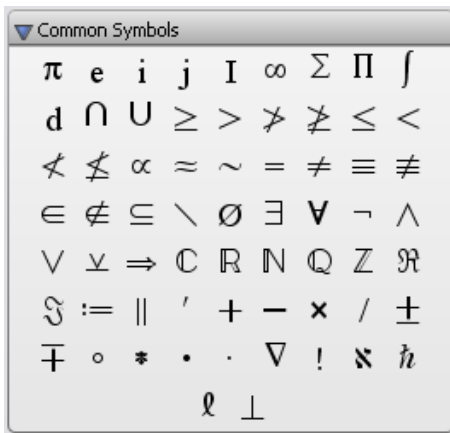 Common Symbols
π e i j I ∞ Σ Π ∫
d ∩ ∪ ≥ > ≯ ≱ ≤ <
≮ ≰ ∝ ≈ ∼ = ≠ ≡ ≢
∈ ∉ ⊆ \ ∅ ∃ ∀ ¬ ∧
∨ ⊻ ⇒ ℂ ℝ ℕ ℚ ℤ ℜ
ℑ := ∥ ′ + − × / ±
∓ ∘ * • · ∇ ! ℵ ℏ
ℓ ⊥